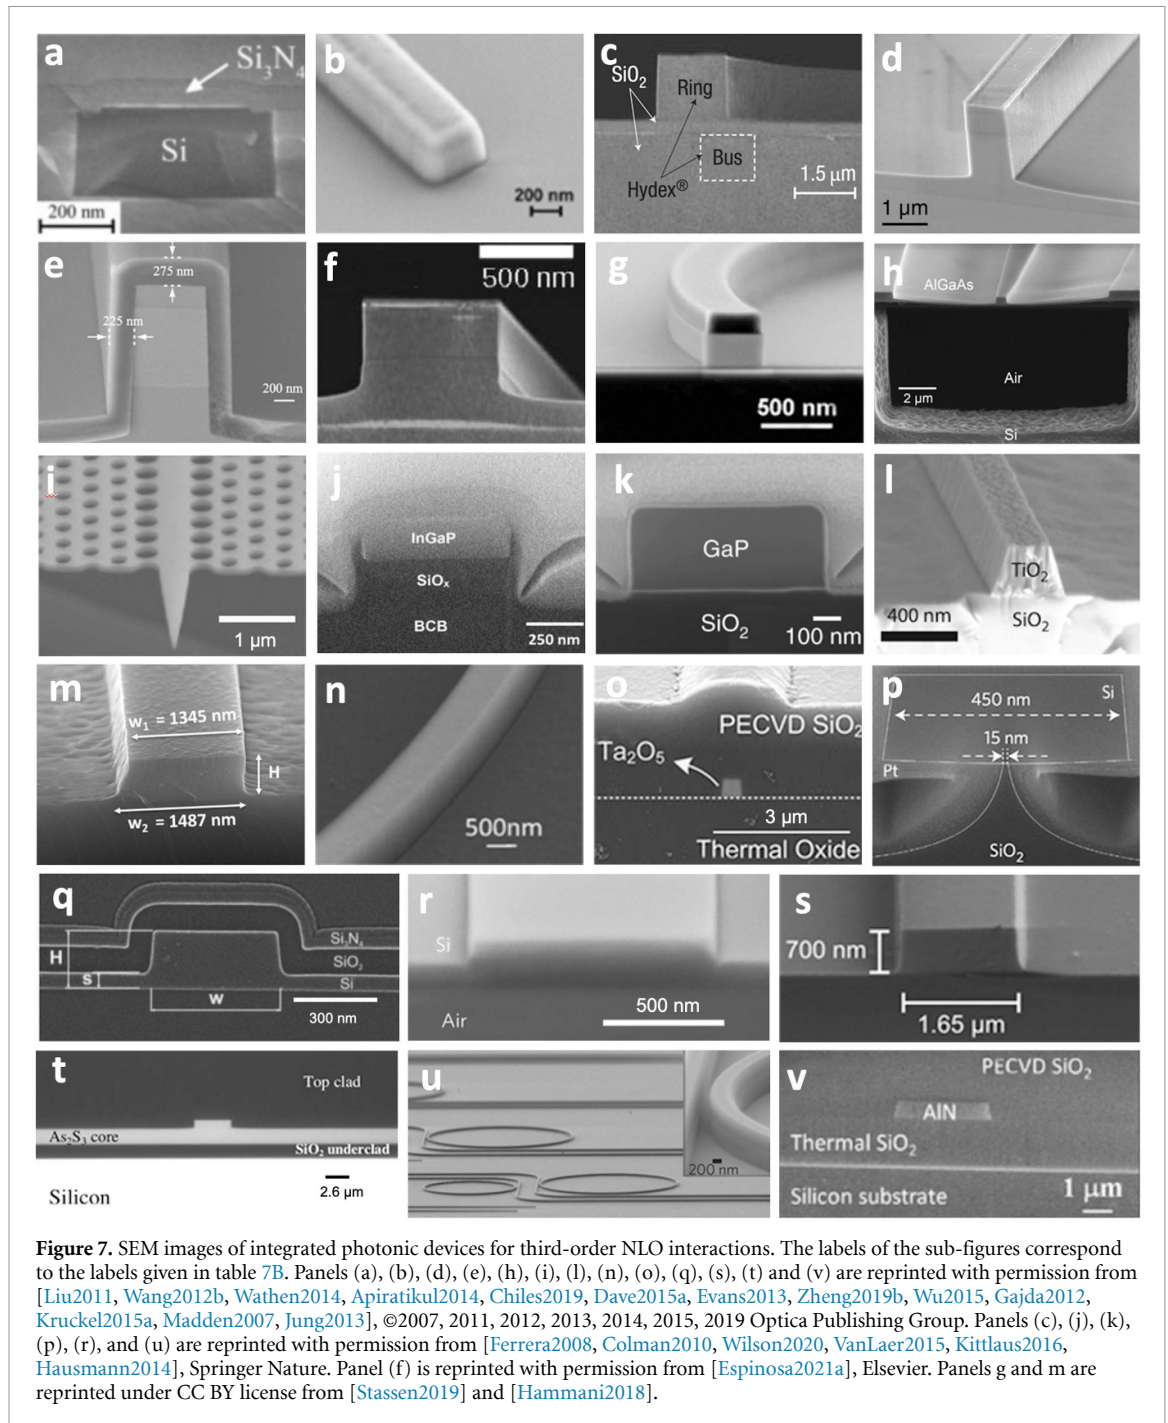 a
Si₃N₄
Si
200 nm
b
200 nm
c
SiO₂
Ring
Bus
Hydex®
1.5 μm
d
1 μm
e
275 nm
225 nm
200 nm
f
500 nm
g
500 nm
h
AlGaAs
Air
2 μm
Si
i
1 μm
j
InGaP
SiOₓ
BCB
250 nm
k
GaP
SiO₂
100 nm
l
TiO₂
SiO₂
400 nm
m
w₁ = 1345 nm
H
w₂ = 1487 nm
n
500nm
o
PECVD SiO₂
Ta₂O₅
3 μm
Thermal Oxide
p
Si
450 nm
15 nm
Pt
SiO₂
q
H
S
W
Si₃N₄
SiO₂
Si
300 nm
r
Si
500 nm
Air
s
700 nm
1.65 μm
t
Top clad
As₂S₃ core
SiO₂ underclad
2.6 μm
Silicon
u
200 nm
v
PECVD SiO₂
AlN
Thermal SiO₂
Silicon substrate
1 μm
Figure 7. SEM images of integrated photonic devices for third-order NLO interactions. The labels of the sub-figures correspond
to the labels given in table 7B. Panels (a), (b), (d), (e), (h), (i), (l), (n), (o), (q), (s), (t) and (v) are reprinted with permission from
[Liu2011, Wang2012b, Wathen2014, Apiratikul2014, Chiles2019, Dave2015a, Evans2013, Zheng2019b, Wu2015, Gajda2012,
Kruckel2015a, Madden2007, Jung2013], ©2007, 2011, 2012, 2013, 2014, 2015, 2019 Optica Publishing Group. Panels (c), (j), (k),
(p), (r), and (u) are reprinted with permission from [Ferrera2008, Colman2010, Wilson2020, VanLaer2015, Kittlaus2016,
Hausmann2014], Springer Nature. Panel (f) is reprinted with permission from [Espinosa2021a], Elsevier. Panels g and m are
reprinted under CC BY license from [Stassen2019] and [Hammani2018].